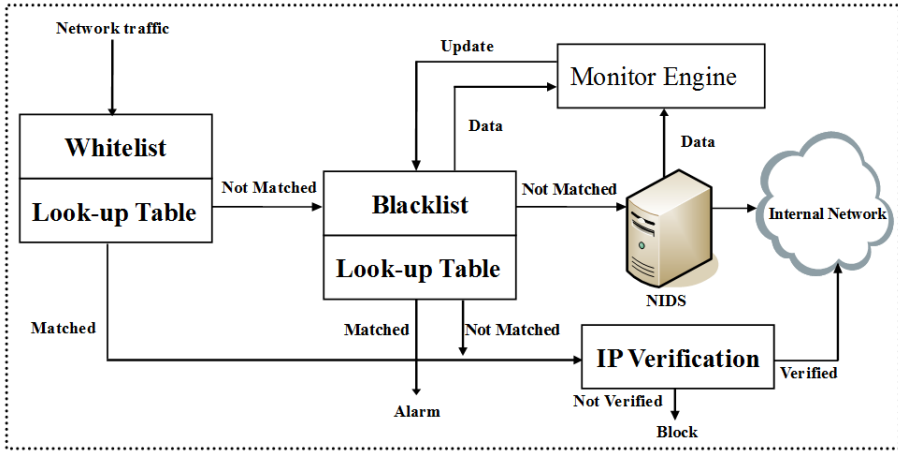 Network traffic
Update
Monitor Engine
Whitelist
Data
Data
Look-up Table
Not Matched
Blacklist
Not Matched
Internal Network
Look-up Table
NIDS
Matched
Matched
Not Matched
IP Verification
Verified
Not Verified
Alarm
Block